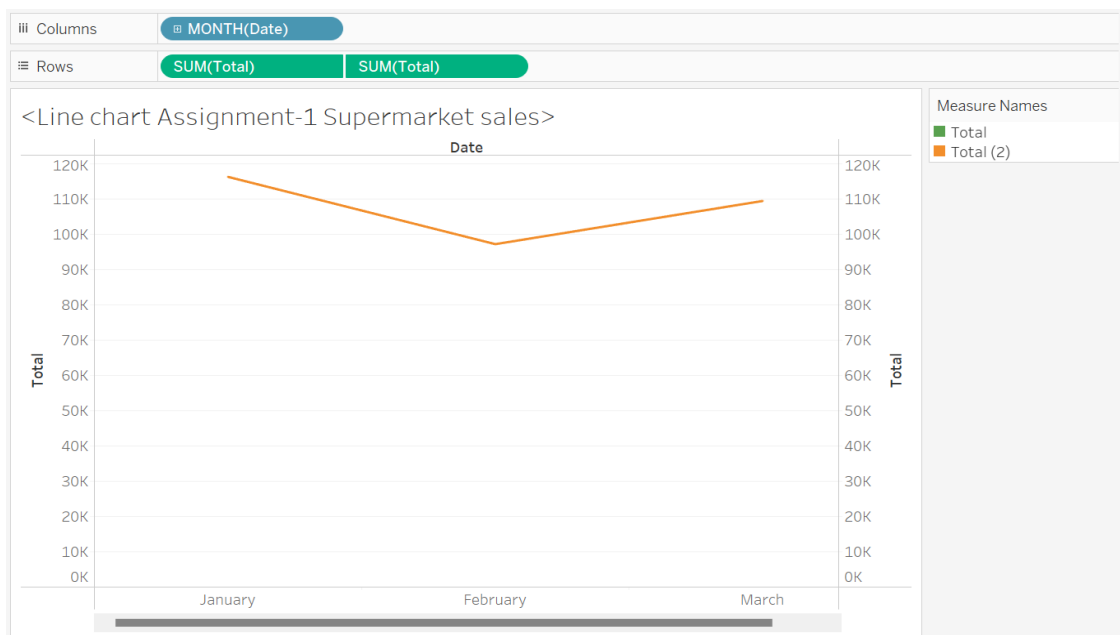 Columns
MONTH(Date)
Rows
SUM(Total) SUM(Total)
<Line chart Assignment-1 Supermarket sales>
Date
120K
110K
100K
90K
80K
70K
60K
50K
40K
30K
20K
10K
0K
Total
120K
110K
100K
90K
80K
70K
60K
50K
40K
30K
20K
10K
0K
Total
January February March
Measure Names
Total
Total (2)